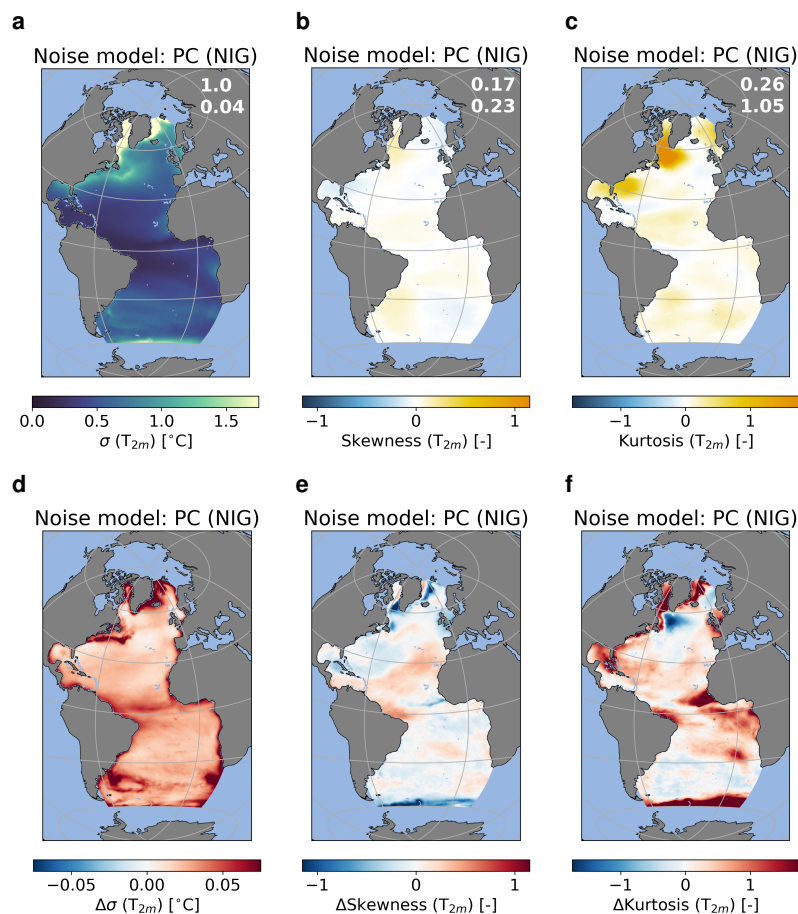 a
b
c
Noise model: PC (NIG)
Noise model: PC (NIG)
Noise model: PC (NIG)
1.0
0.04
0.17
0.23
0.26
1.05
0.0 0.5 1.0 1.5
σ (T₂ₘ) [°C]
−1 0 1
Skewness (T₂ₘ) [-]
−1 0 1
Kurtosis (T₂ₘ) [-]
d
e
f
Noise model: PC (NIG)
Noise model: PC (NIG)
Noise model: PC (NIG)
−0.05 0.00 0.05
Δσ (T₂ₘ) [°C]
−1 0 1
ΔSkewness (T₂ₘ) [-]
−1 0 1
ΔKurtosis (T₂ₘ) [-]